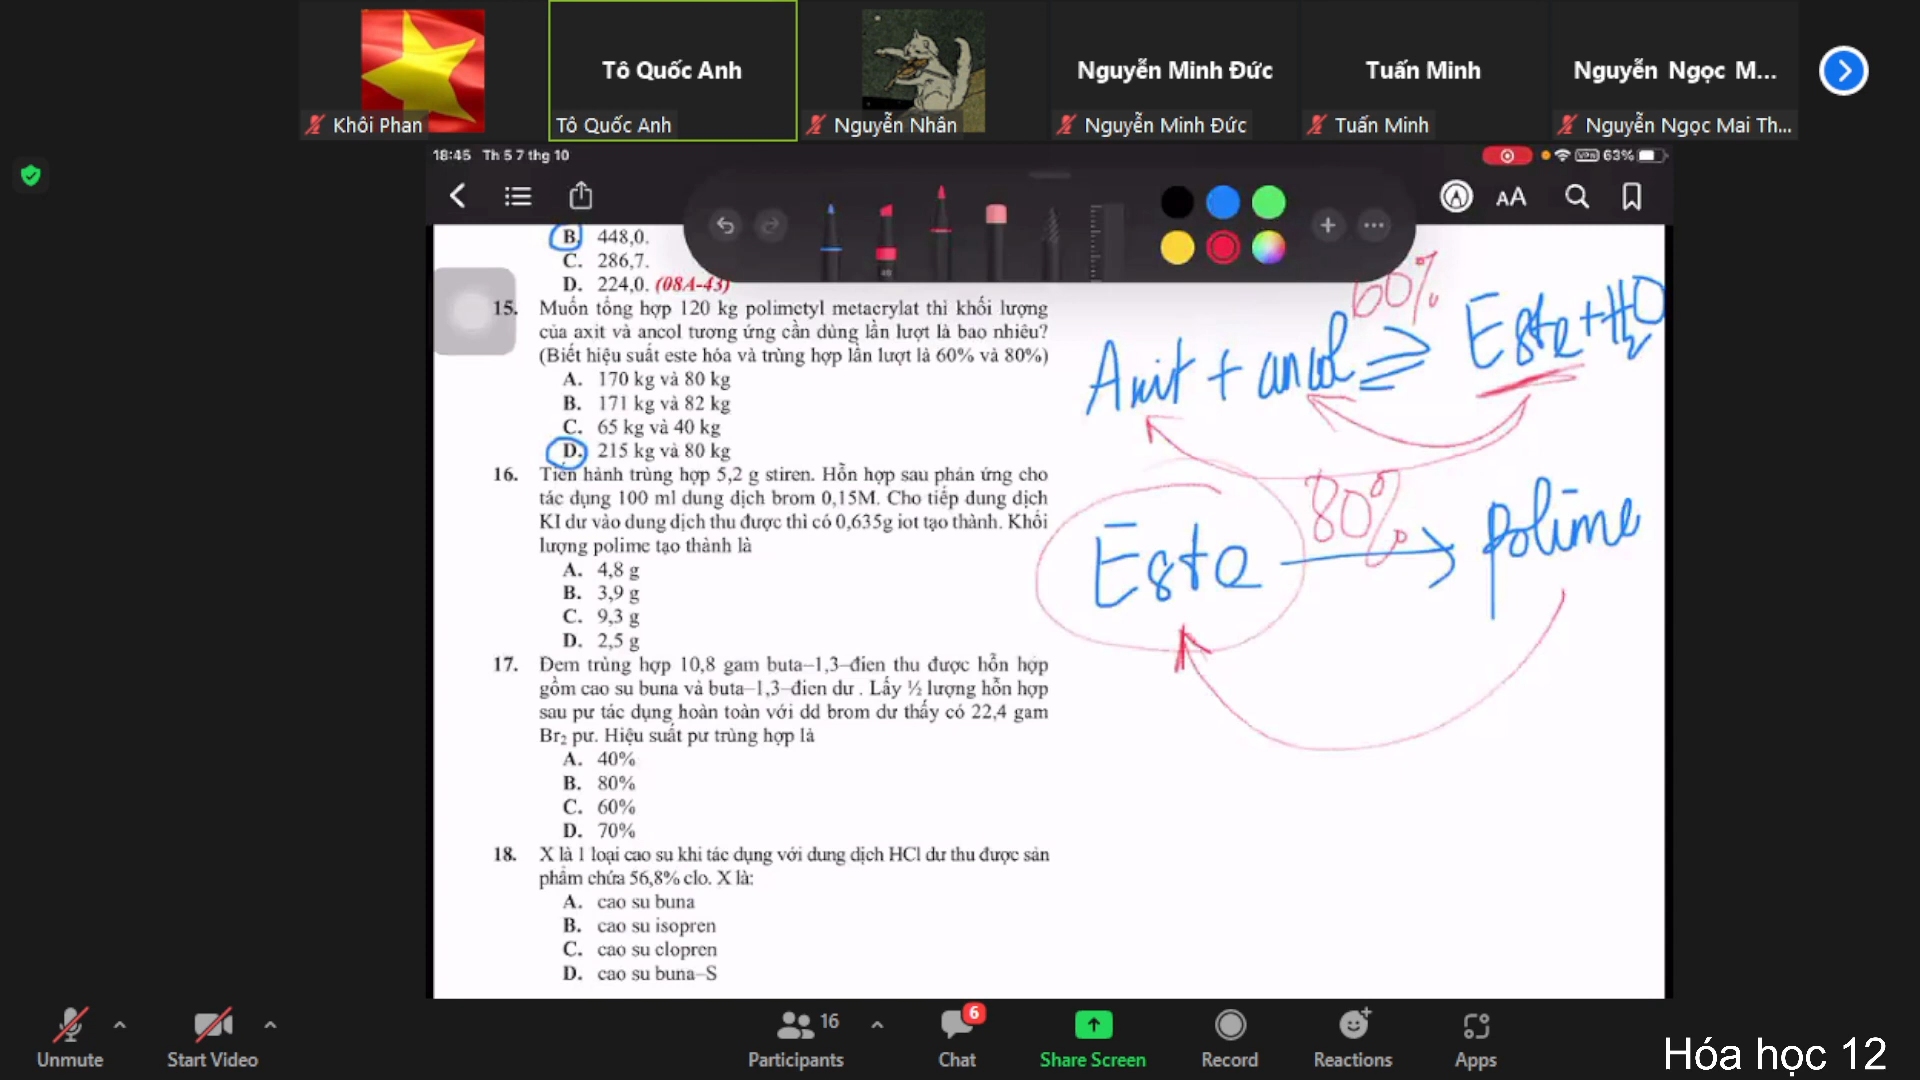 Tô Quốc Anh
Nguyễn Minh Đức
Tuấn Minh
Nguyễn Ngọc M...
Khôi Phan
Tô Quốc Anh
Nguyễn Nhân
Nguyễn Minh Đức
Tuấn Minh
Nguyễn Ngọc Mai Th...
18:45 Th 5 7 thg 10
VPN 63%
AA
B. 448,0.
C. 286,7.
D. 224,0. (08A-43)
15. Muốn tổng hợp 120 kg polimetyl metacrylat thì khối lượng
của axit và ancol tương ứng cần dùng lần lượt là bao nhiêu?
(Biết hiệu suất este hóa và trùng hợp lần lượt là 60% và 80%)
A. 170 kg và 80 kg
B. 171 kg và 82 kg
C. 65 kg và 40 kg
D. 215 kg và 80 kg
16. Tiến hành trùng hợp 5,2 g stiren. Hỗn hợp sau phản ứng cho
tác dụng 100 ml dung dịch brom 0,15M. Cho tiếp dung dịch
KI dư vào dung dịch thu được thì có 0,635g iot tạo thành. Khối
lượng polime tạo thành là
A. 4,8 g
B. 3,9 g
C. 9,3 g
D. 2,5 g
17. Đem trùng hợp 10,8 gam buta–1,3–đien thu được hỗn hợp
gồm cao su buna và buta–1,3–đien dư . Lấy ½ lượng hỗn hợp
sau pư tác dụng hoàn toàn với dd brom dư thấy có 22,4 gam
Br₂ pư. Hiệu suất pư trùng hợp là
A. 40%
B. 80%
C. 60%
D. 70%
18. X là 1 loại cao su khi tác dụng với dung dịch HCl dư thu được sản
phẩm chứa 56,8% clo. X là:
A. cao su buna
B. cao su isopren
C. cao su clopren
D. cao su buna–S
60%
Axit + ancol ⇌ Este + H₂O
80%
Este → polime
Unmute
Start Video
Participants 16
Chat 6
Share Screen
Record
Reactions
Apps
Hóa học 12